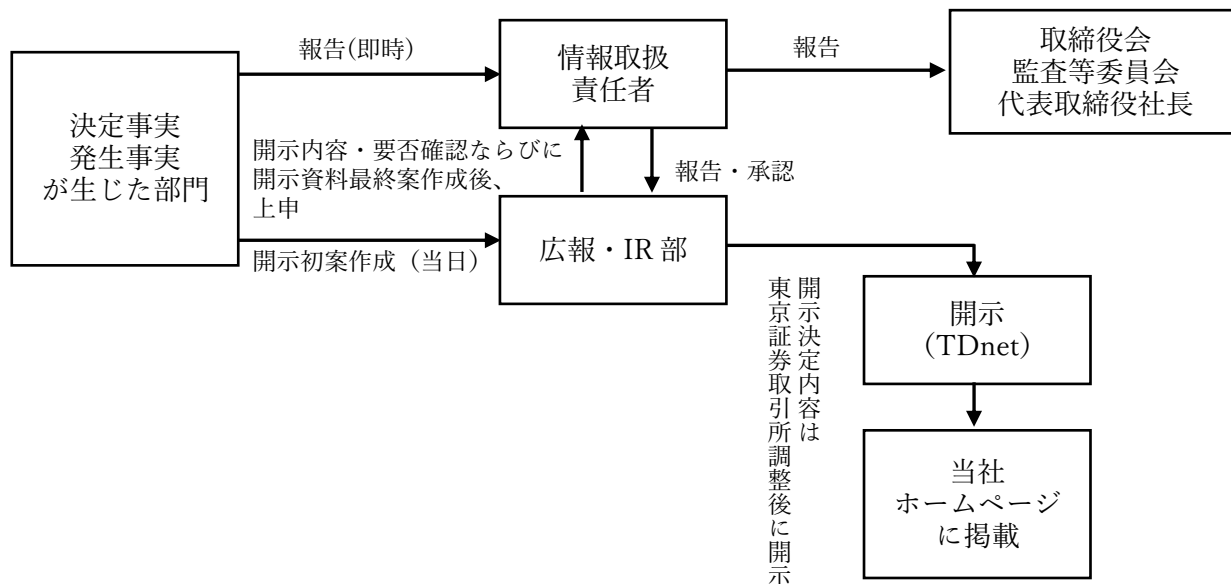 決定事実
発生事実
が生じた部門
報告(即時)
情報取扱
責任者
報告
取締役会
監査等委員会
代表取締役社長
開示内容・要否確認ならびに
開示資料最終案作成後、
上申
報告・承認
開示初案作成（当日）
広報・IR 部
開示決定内容は
東京証券取引所調整後に開示
開示
(TDnet)
当社
ホームページ
に掲載